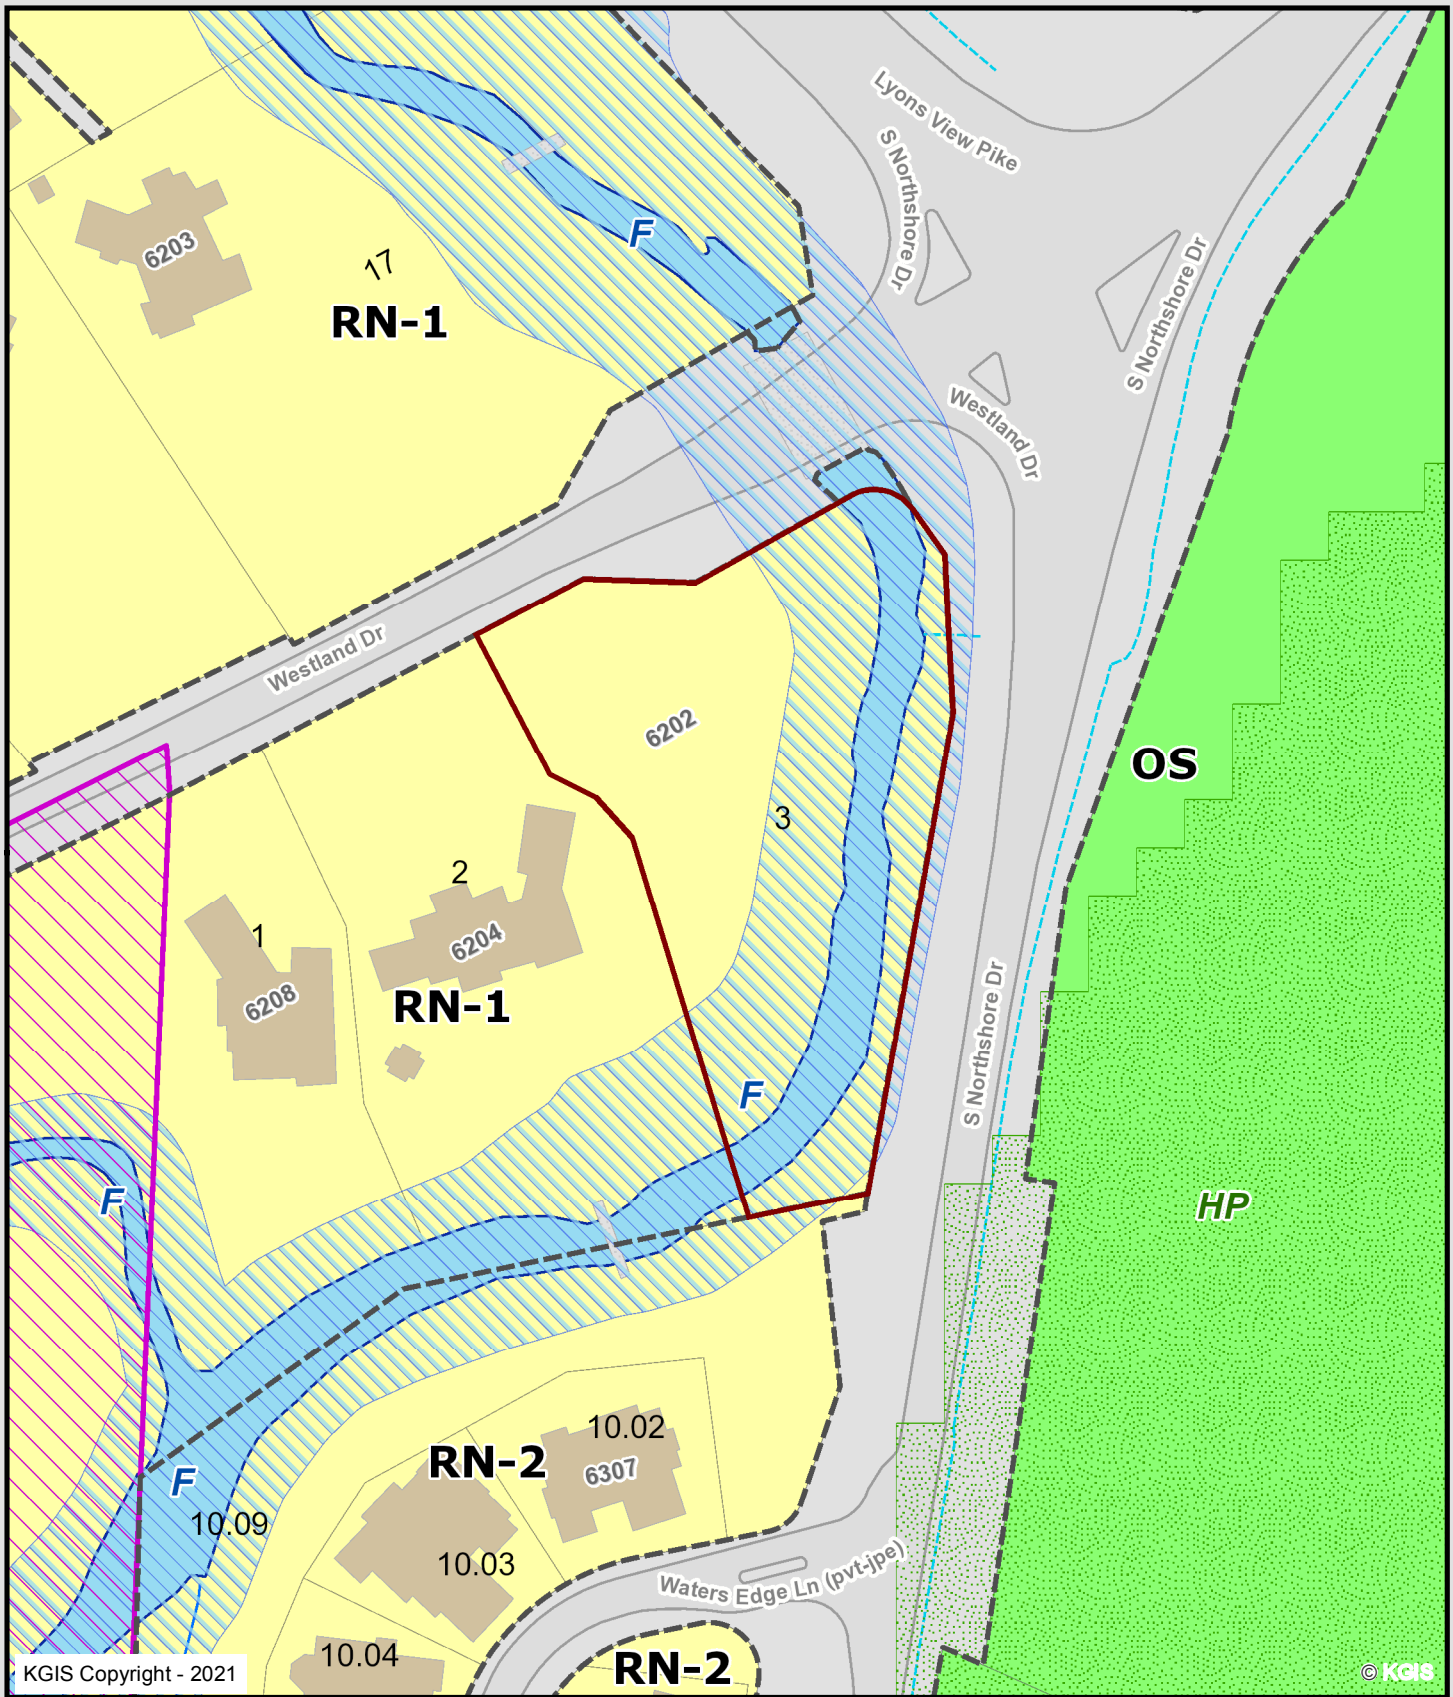 Lyons View Pike
S Northshore Dr
F
6203
17
RN-1
S Northshore Dr
Westland Dr
Westland Dr
6202
OS
3
2
1
6204
6208
RN-1
S Northshore Dr
F
F
HP
10.02
RN-2
6307
F
10.09
10.03
Waters Edge Ln (pvt-jpe)
10.04
RN-2
KGIS Copyright - 2021
© KGIS